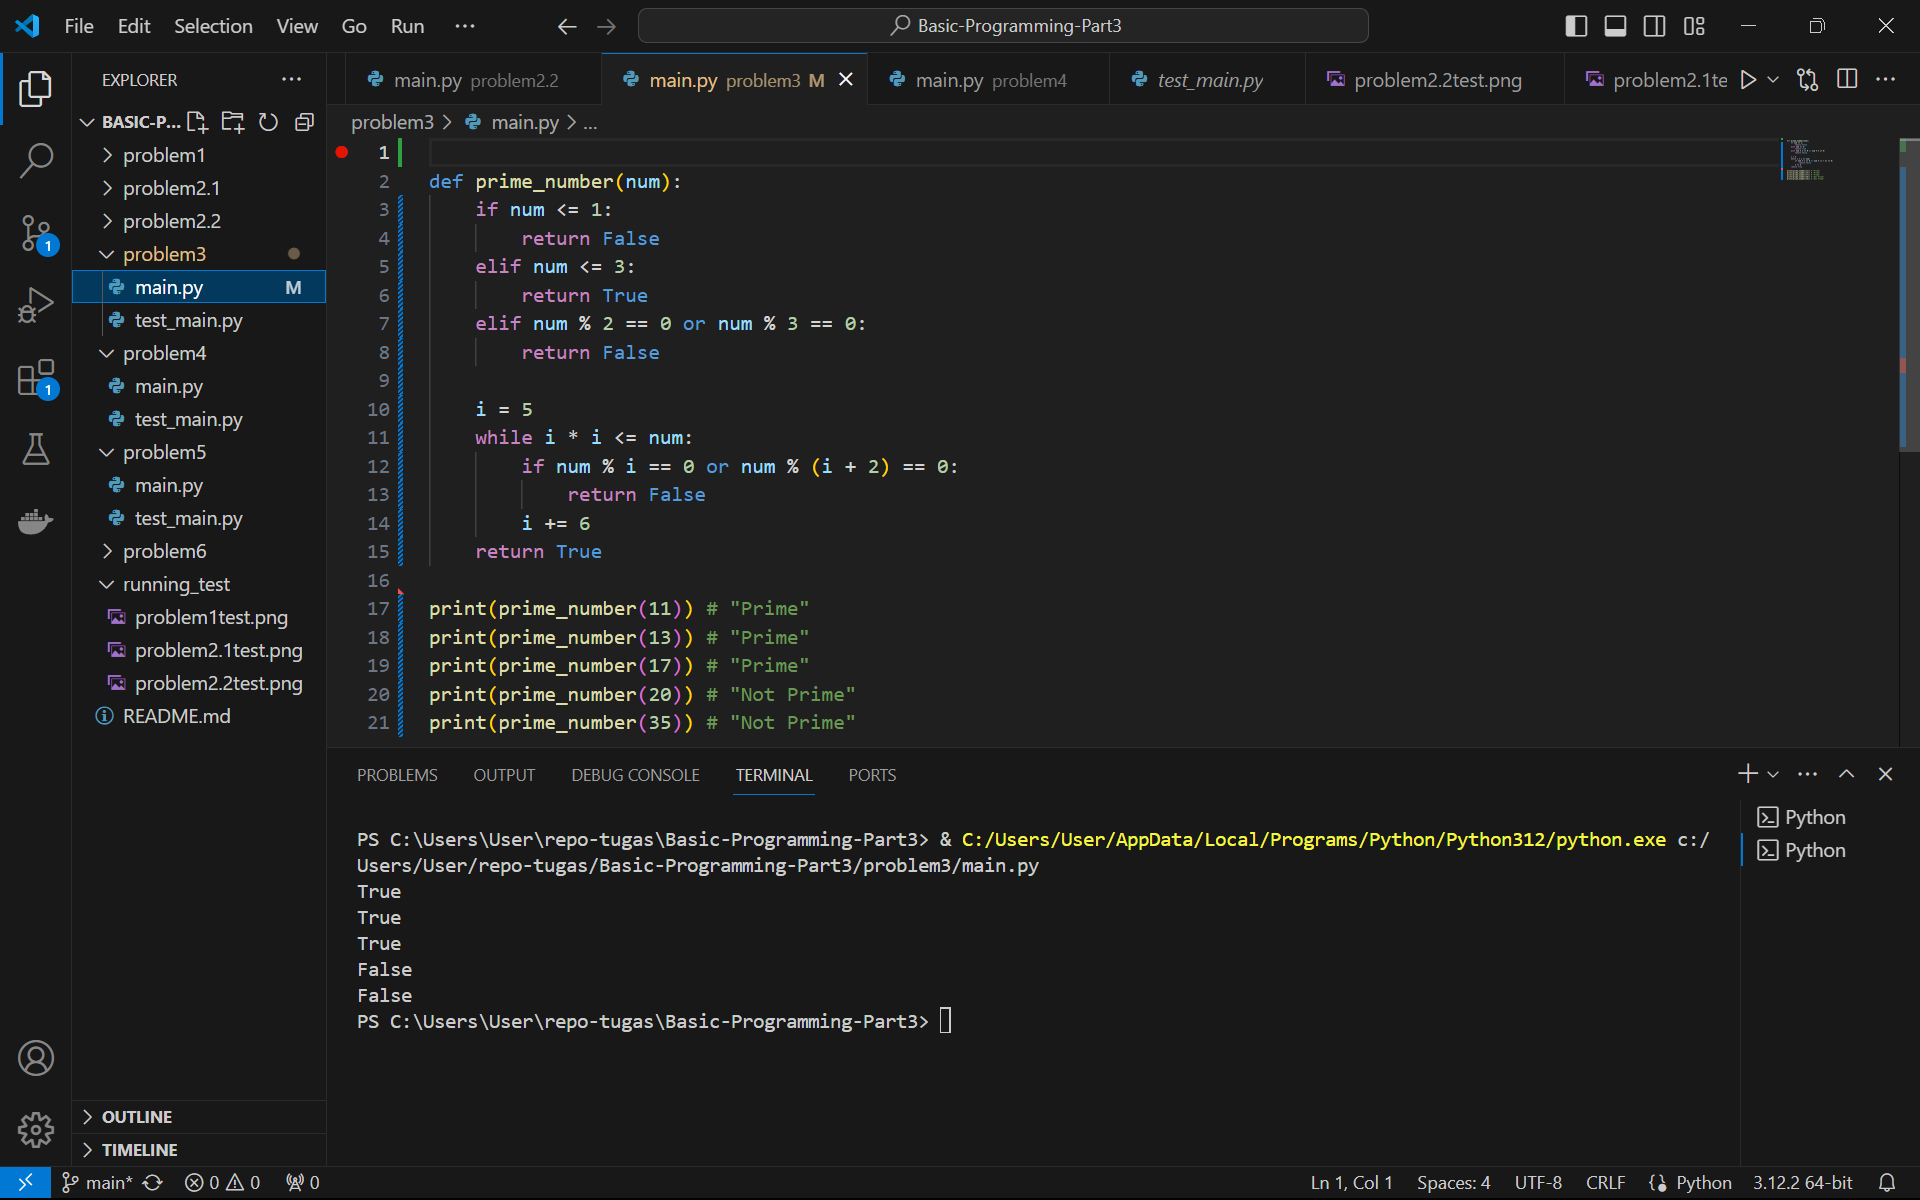 File Edit Selection View Go Run ···
Basic-Programming-Part3
EXPLORER ···
BASIC-P...
problem1
problem2.1
problem2.2
problem3
main.py M
test_main.py
problem4
main.py
test_main.py
problem5
main.py
test_main.py
problem6
running_test
problem1test.png
problem2.1test.png
problem2.2test.png
README.md
OUTLINE
TIMELINE
1
1
main.py problem2.2
main.py problem3 M
main.py problem4
test_main.py
problem2.2test.png
problem2.1te
problem3 > main.py > ...
1
2 def prime_number(num):
3 if num <= 1:
4 return False
5 elif num <= 3:
6 return True
7 elif num % 2 == 0 or num % 3 == 0:
8 return False
9
10 i = 5
11 while i * i <= num:
12 if num % i == 0 or num % (i + 2) == 0:
13 return False
14 i += 6
15 return True
16
17 print(prime_number(11)) # "Prime"
18 print(prime_number(13)) # "Prime"
19 print(prime_number(17)) # "Prime"
20 print(prime_number(20)) # "Not Prime"
21 print(prime_number(35)) # "Not Prime"
PROBLEMS OUTPUT DEBUG CONSOLE TERMINAL PORTS
PS C:\Users\User\repo-tugas\Basic-Programming-Part3> & C:/Users/User/AppData/Local/Programs/Python/Python312/python.exe c:/
Users/User/repo-tugas/Basic-Programming-Part3/problem3/main.py
True
True
True
False
False
PS C:\Users\User\repo-tugas\Basic-Programming-Part3>
Python
Python
main* 0 0 0
Ln 1, Col 1 Spaces: 4 UTF-8 CRLF Python 3.12.2 64-bit